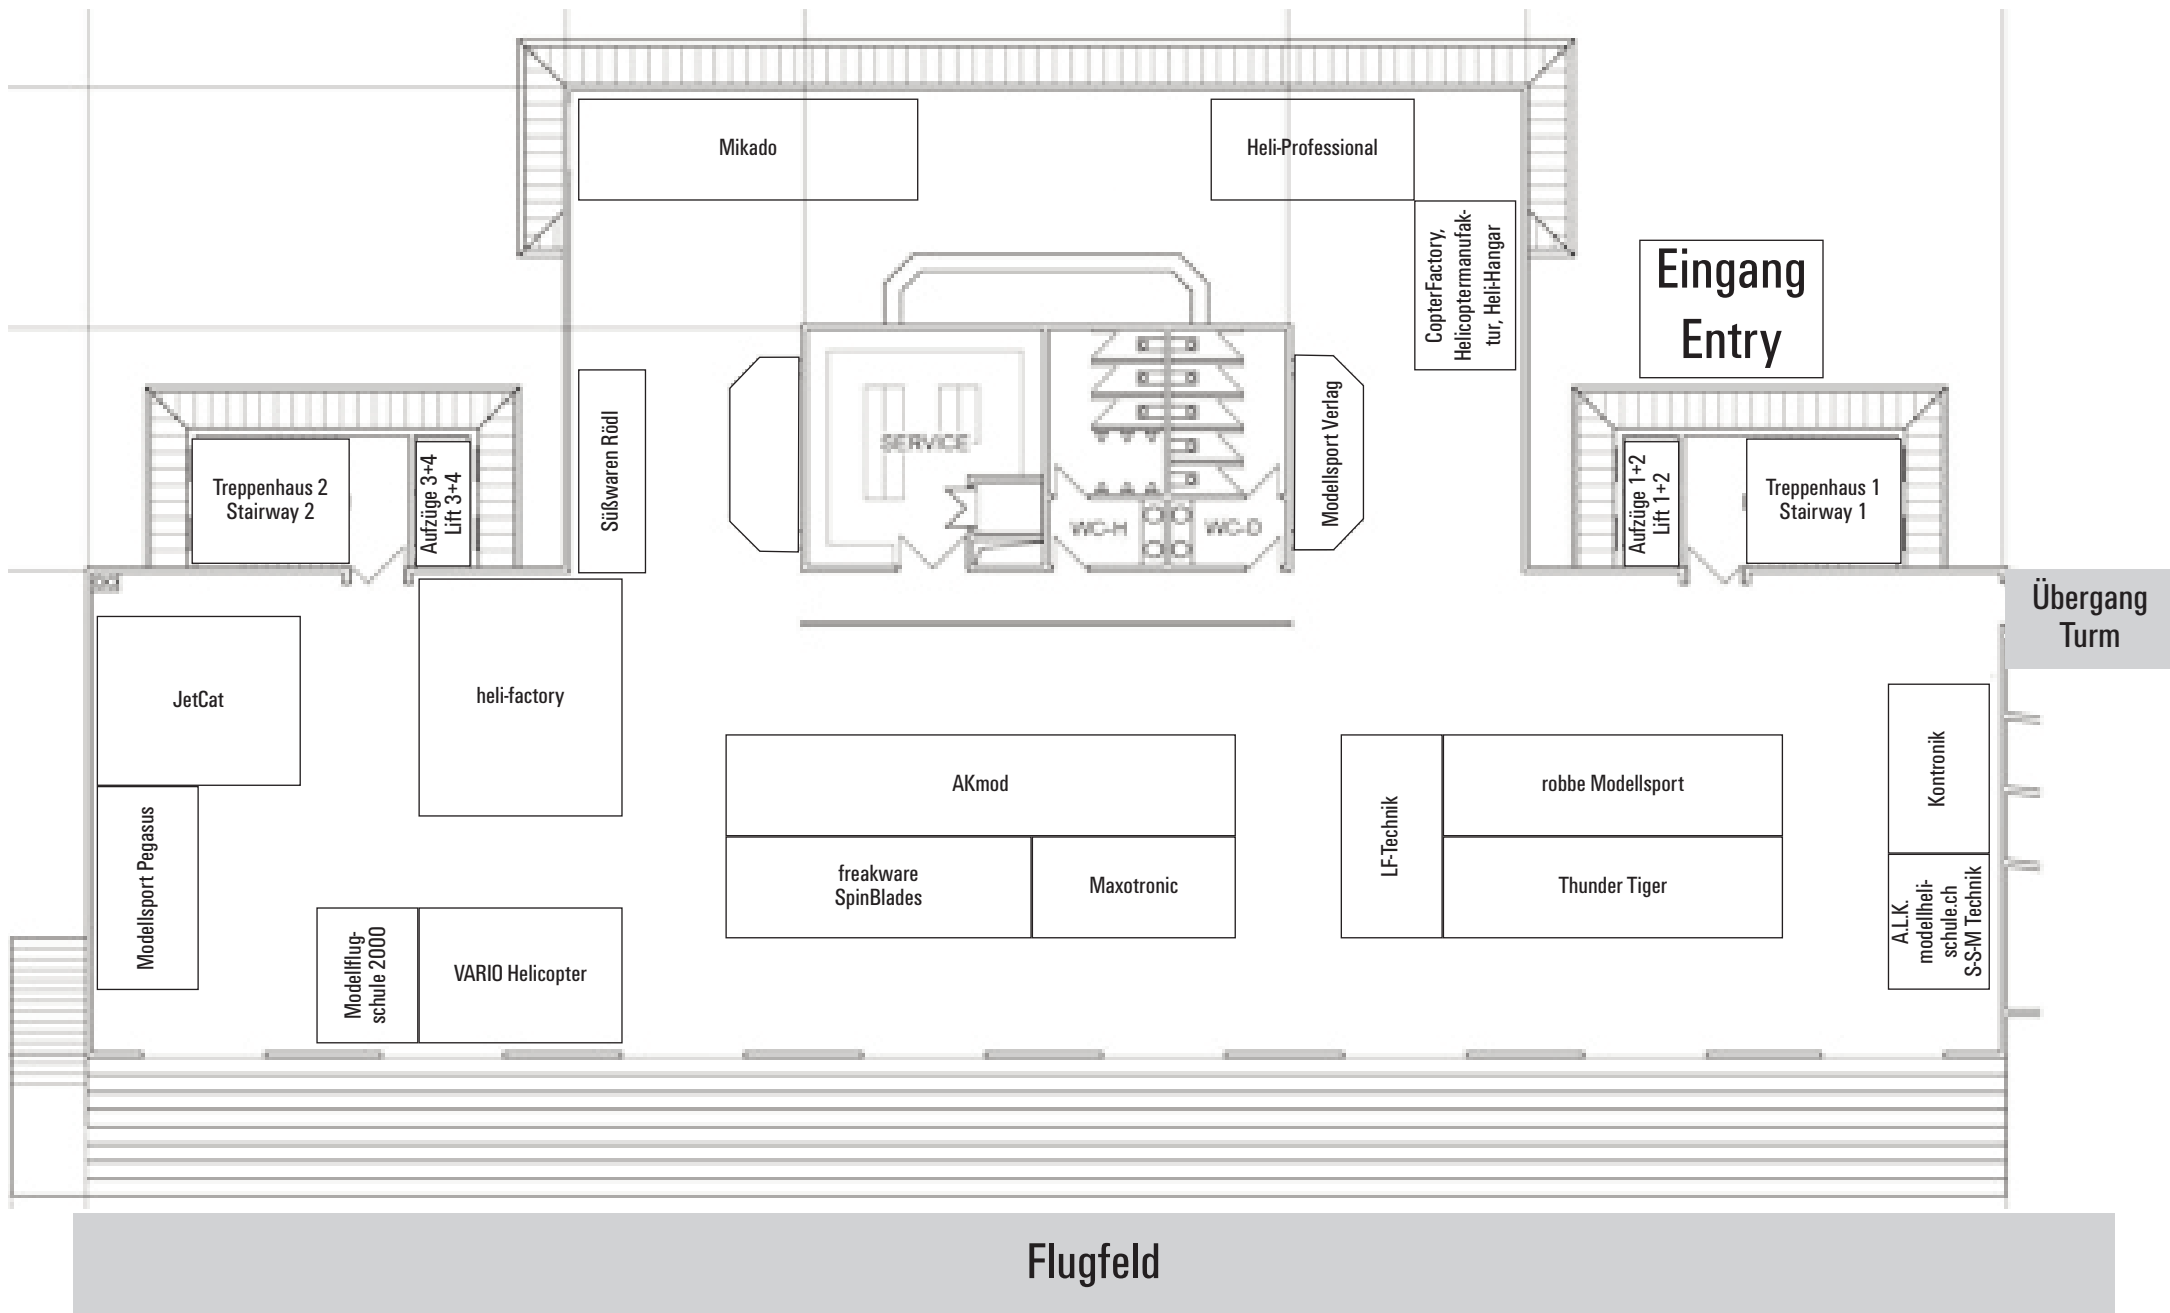 Mikado
Heli-Professional
CopterFactory,
Helicoptermanufak-
tur, Heli-Hangar
Eingang
Entry
Süßwaren Rödl
SERVICE
WC-H
WC-D
Modellsport Verlag
Treppenhaus 2
Stairway 2
Aufzüge 3+4
Lift 3+4
Aufzüge 1+2
Lift 1+2
Treppenhaus 1
Stairway 1
Übergang
Turm
JetCat
heli-factory
Modellsport Pegasus
Modellflug-
schule 2000
VARIO Helicopter
AKmod
freakware
SpinBlades
Maxotronic
LF-Technik
robbe Modellsport
Thunder Tiger
Kontronik
A.L.K.
modellheli-
schule.ch
S-S-M Technik
Flugfeld